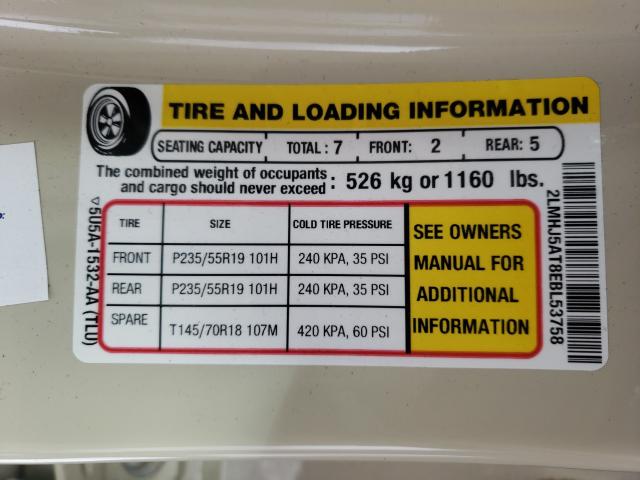 TIRE AND LOADING INFORMATION
SEATING CAPACITY TOTAL: 7 FRONT: 2 REAR: 5
The combined weight of occupants and cargo should never exceed: 526 kg or 1160 lbs.
TIRE SIZE COLD TIRE PRESSURE
FRONT P235/55R19 101H 240 KPA, 35 PSI
REAR P235/55R19 101H 240 KPA, 35 PSI
SPARE T145/70R18 107M 420 KPA, 60 PSI
SEE OWNERS
MANUAL FOR
ADDITIONAL
INFORMATION
▽5U5A-1532-AA (TLU)
2LMHJ5AT8EBL53758